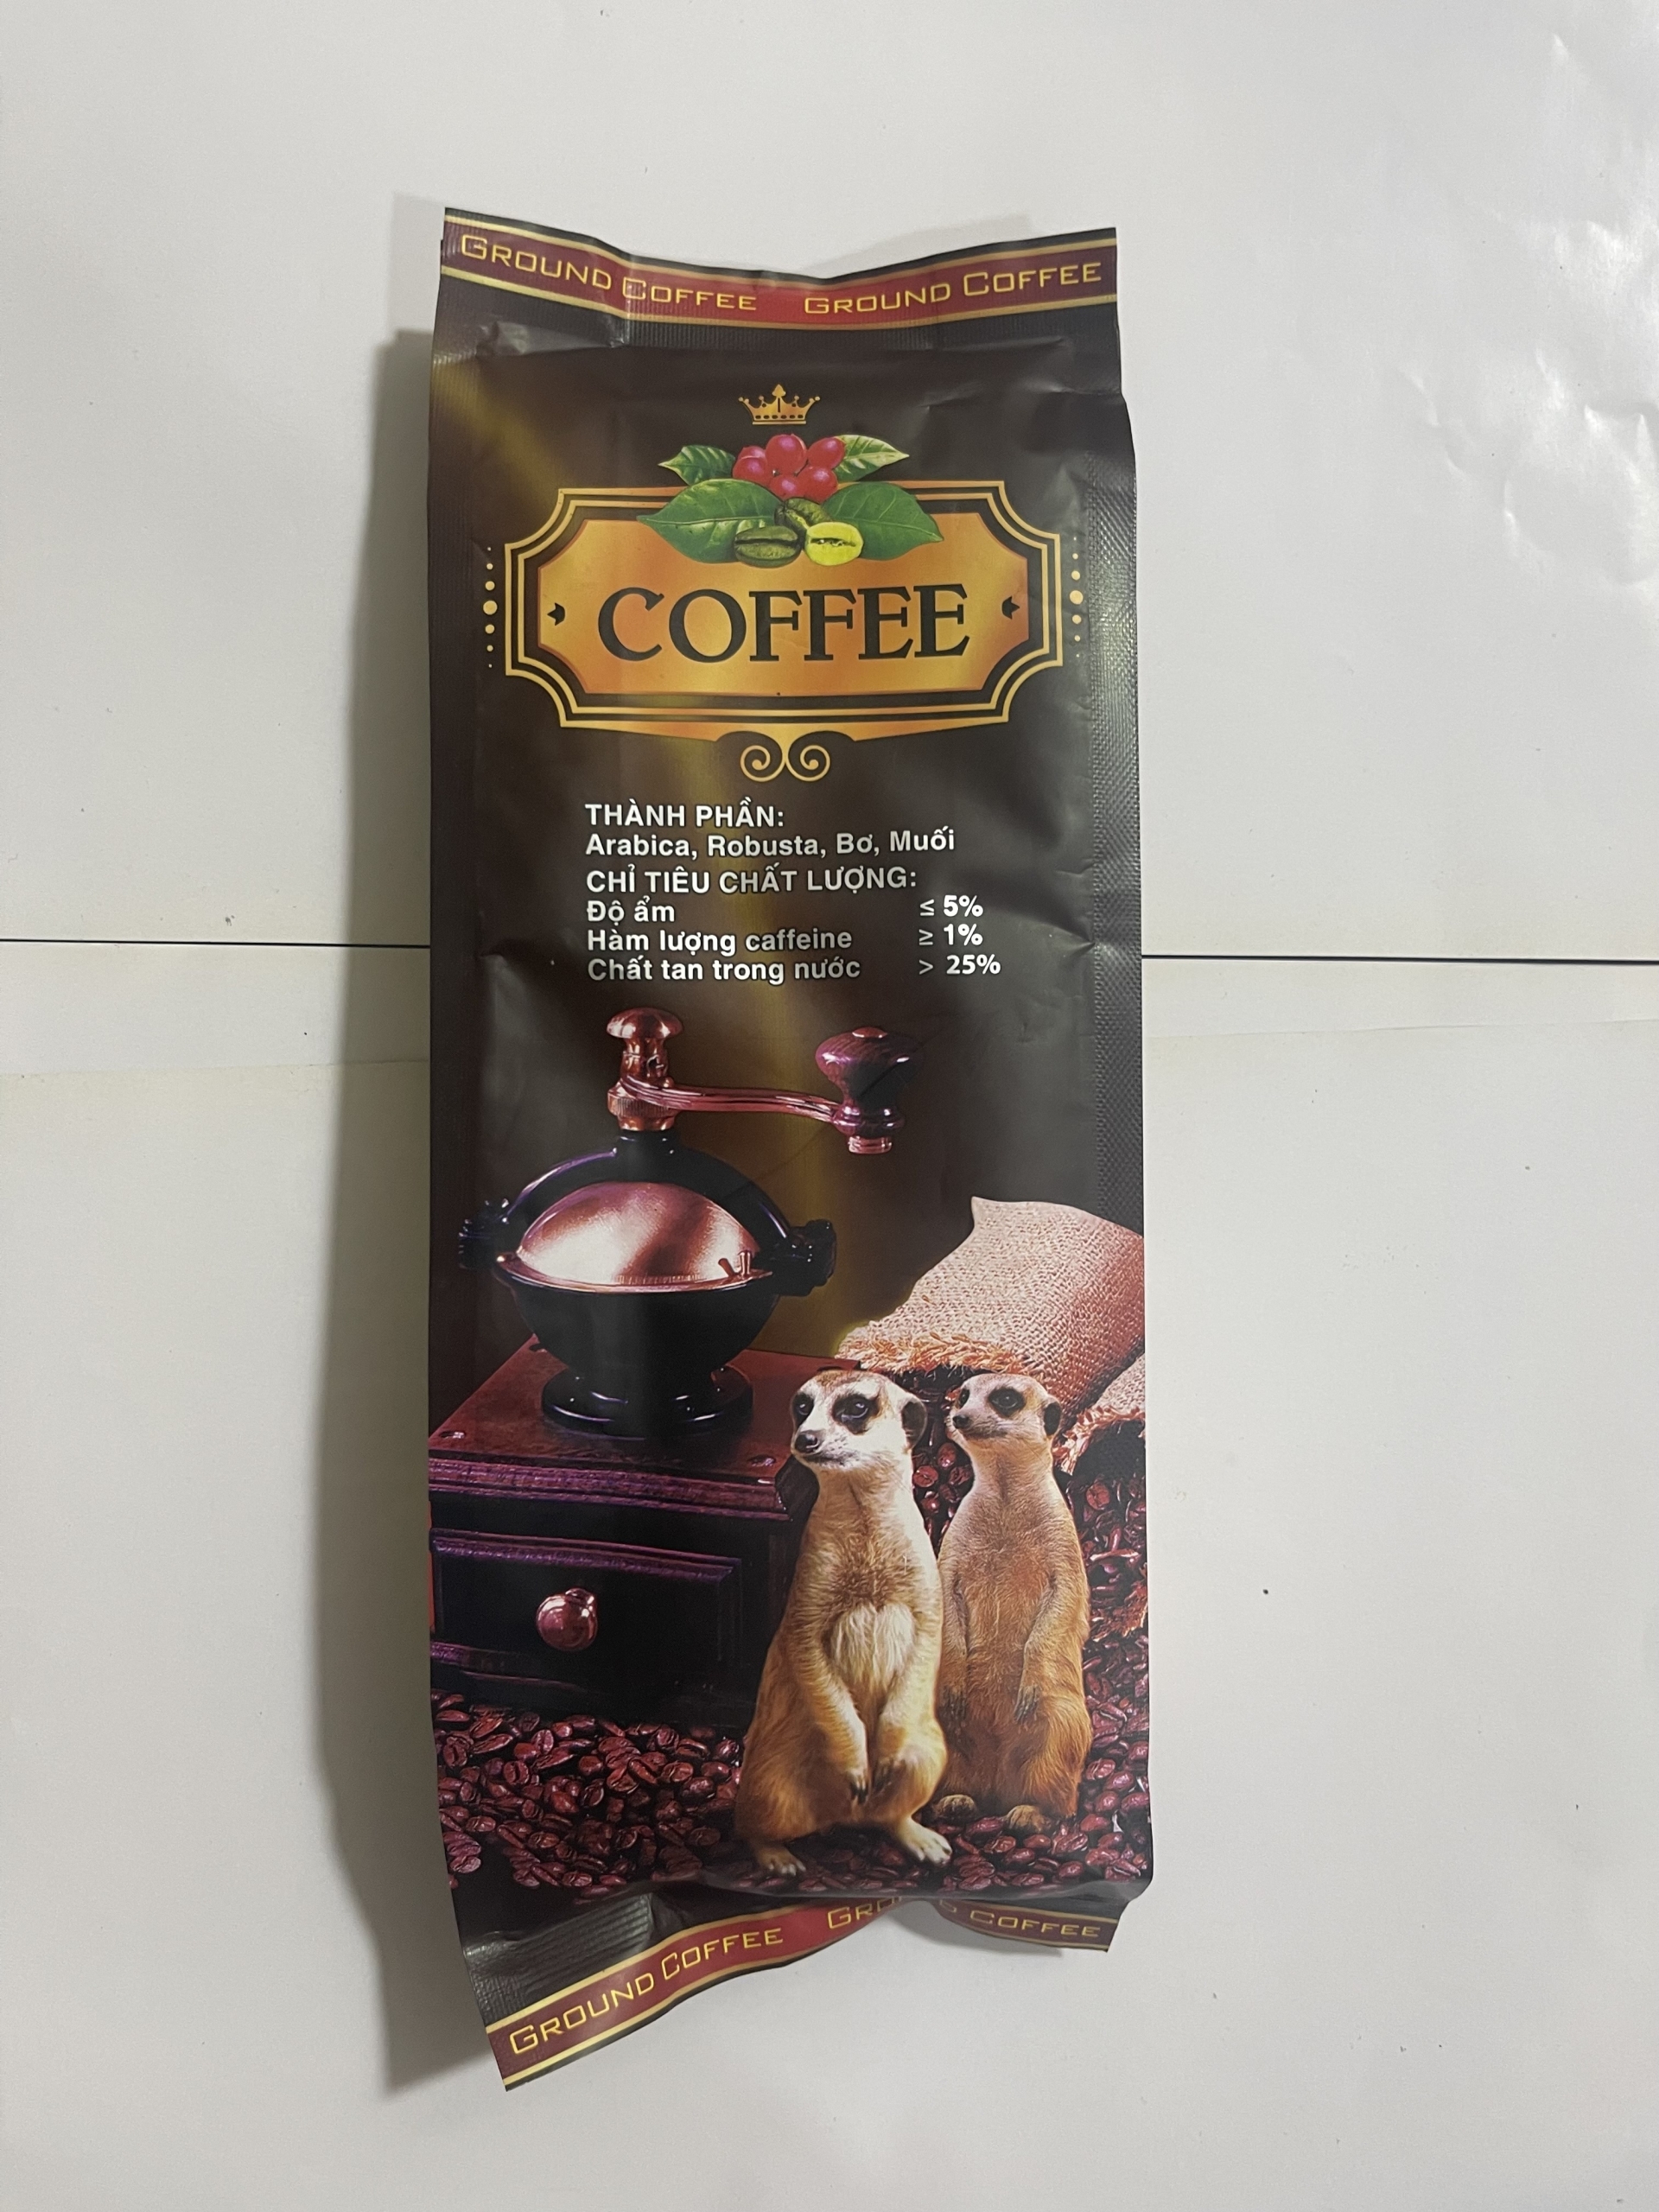 GROUND COFFEE GROUND COFFEE
COFFEE
THÀNH PHẦN:
Arabica, Robusta, Bơ, Muối
CHỈ TIÊU CHẤT LƯỢNG:
Độ ẩm ≤ 5%
Hàm lượng caffeine ≥ 1%
Chất tan trong nước > 25%
GROUND COFFEE COFFEE